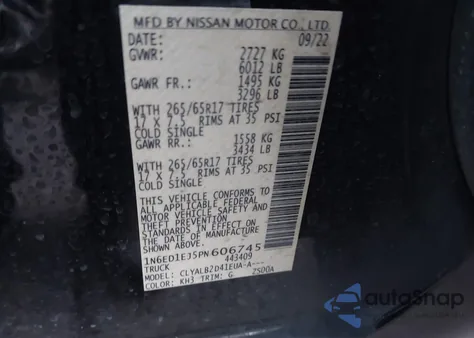 MFD BY NISSAN MOTOR CO., LTD.
DATE: 09/22
GVWR: 2727 KG
6012 LB
GAWR FR.: 1495 KG
3296 LB
WITH 265/65R17 TIRES
17 X 7.5 RIMS AT 35 PSI
COLD SINGLE
GAWR RR.: 1558 KG
3434 LB
WITH 265/65R17 TIRES
17 X 7.5 RIMS AT 35 PSI
COLD SINGLE
THIS VEHICLE CONFORMS TO
ALL APPLICABLE FEDERAL
MOTOR VEHICLE SAFETY AND
THEFT PREVENTION
STANDARDS IN EFFECT ON
THE DATE OF MANUFACTURE
SHOWN ABOVE.
1N6ED1EJ5PN606745
TRUCK 443409
MODEL: CLYALB2D41EUA-A---
COLOR: KH3 TRIM: G 2SOOA
autoSnap